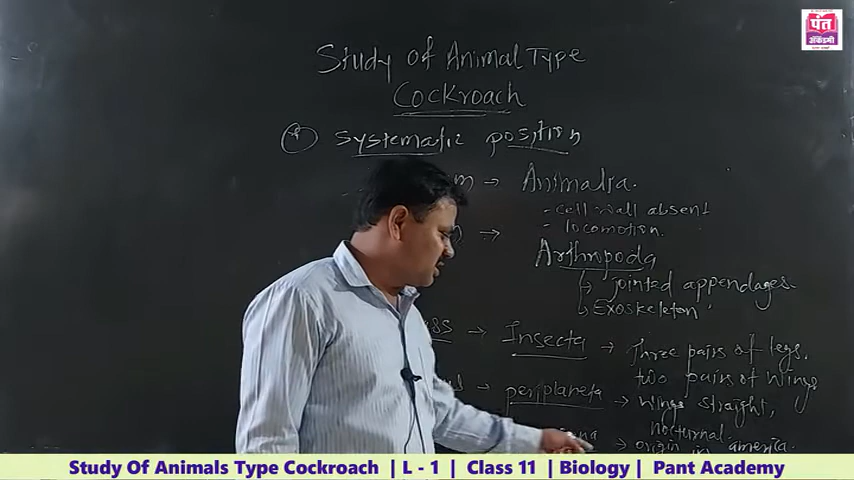 पंत
अॅकॅडमी
Study of Animal Type
Cockroach
Systematic position
m → Animalia.
- cell wall absent
- locomotion.
→
Arthropoda
↳ jointed appendages.
↳ Exoskeleton
ass → Insecta → Three pairs of legs.
two pairs of wings
→ periplaneta → wings straight,
nocturnal
ana → origin in america.
Study Of Animals Type Cockroach | L - 1 | Class 11 | Biology | Pant Academy